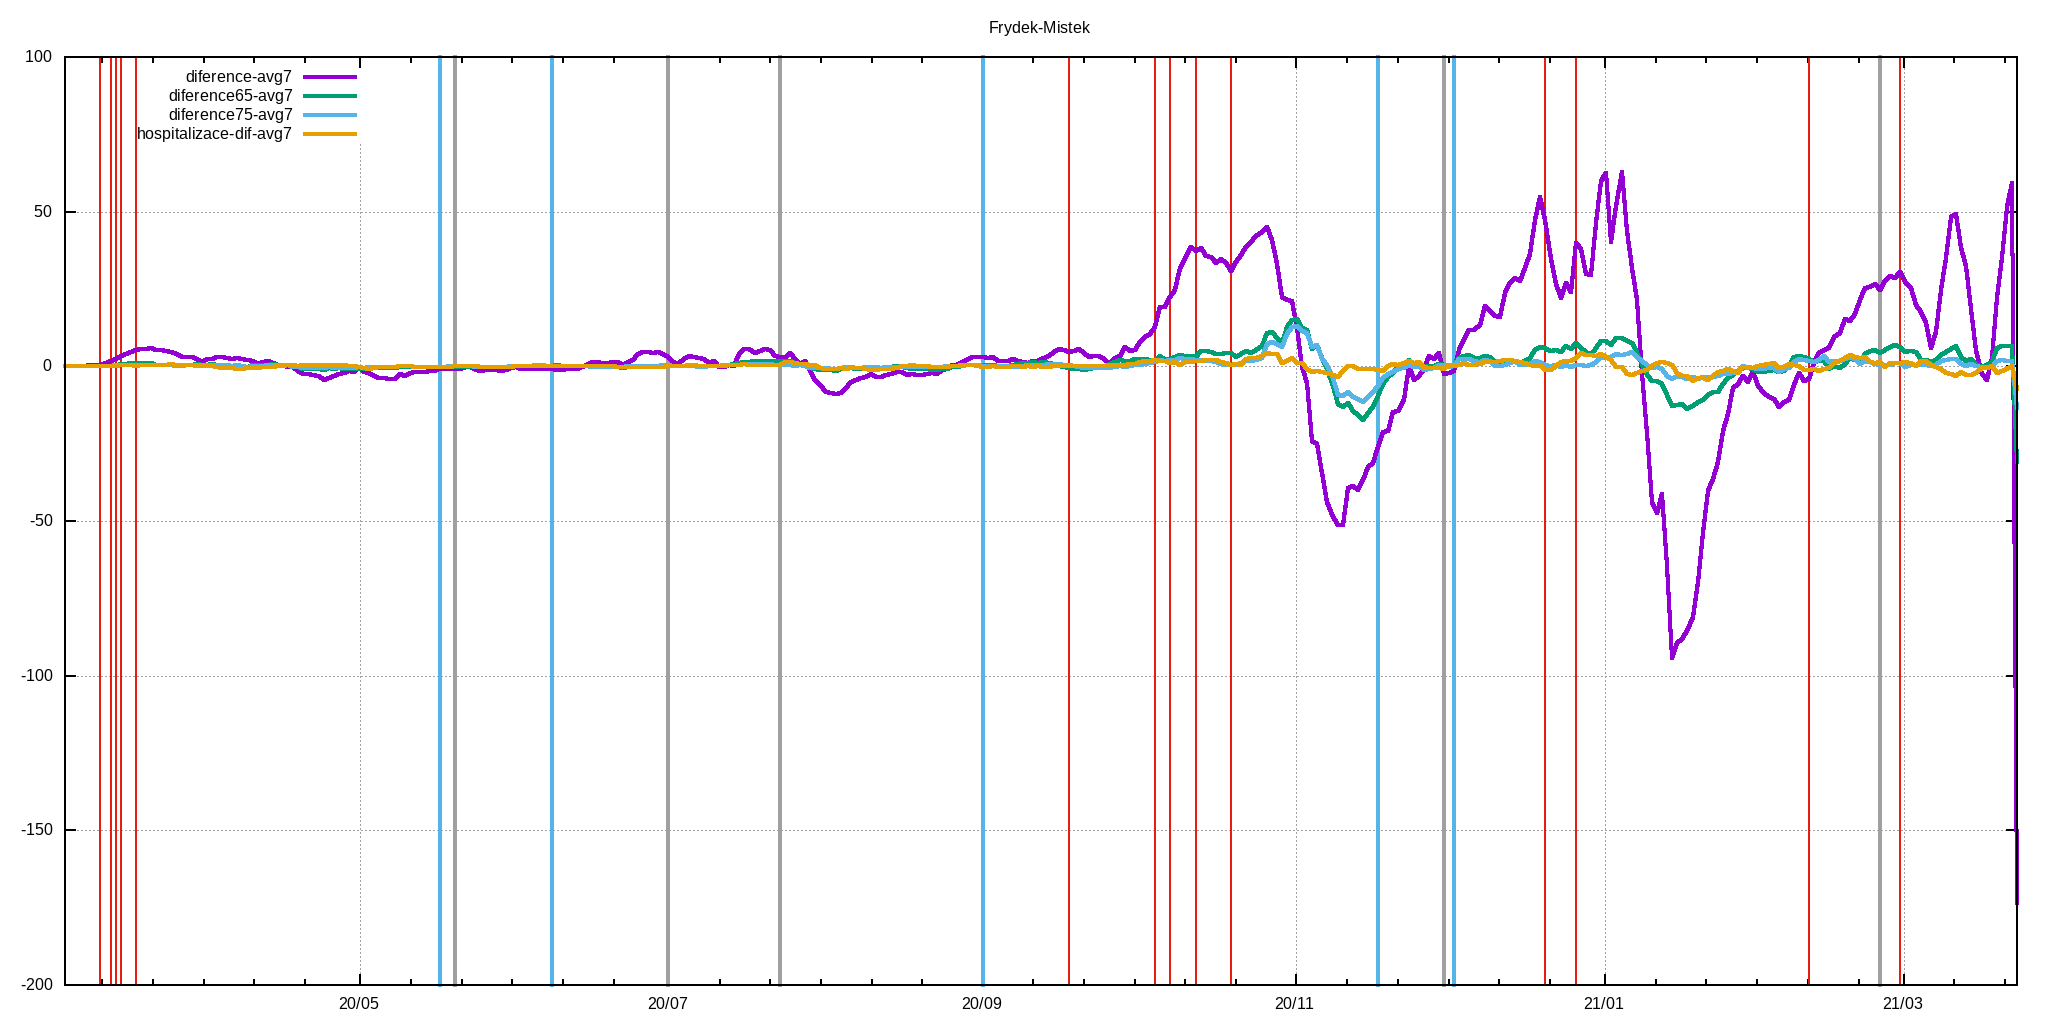 Frydek-Mistek
diference-avg7
diference65-avg7
diference75-avg7
hospitalizace-dif-avg7
100
50
0
-50
-100
-150
-200
20/05 20/07 20/09 20/11 21/01 21/03